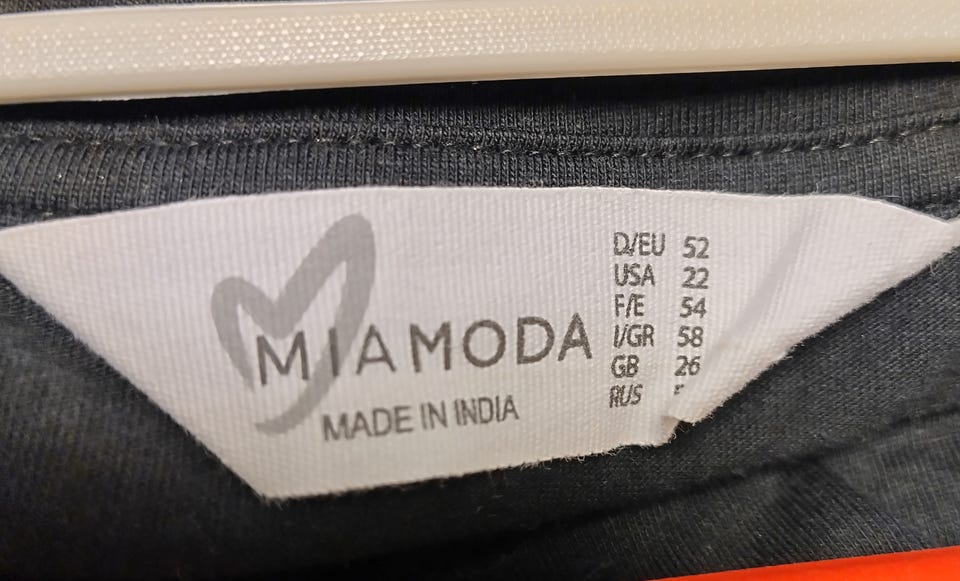 MIAMODA
MADE IN INDIA
D/EU 52
USA 22
F/E 54
I/GR 58
GB 26
RUS